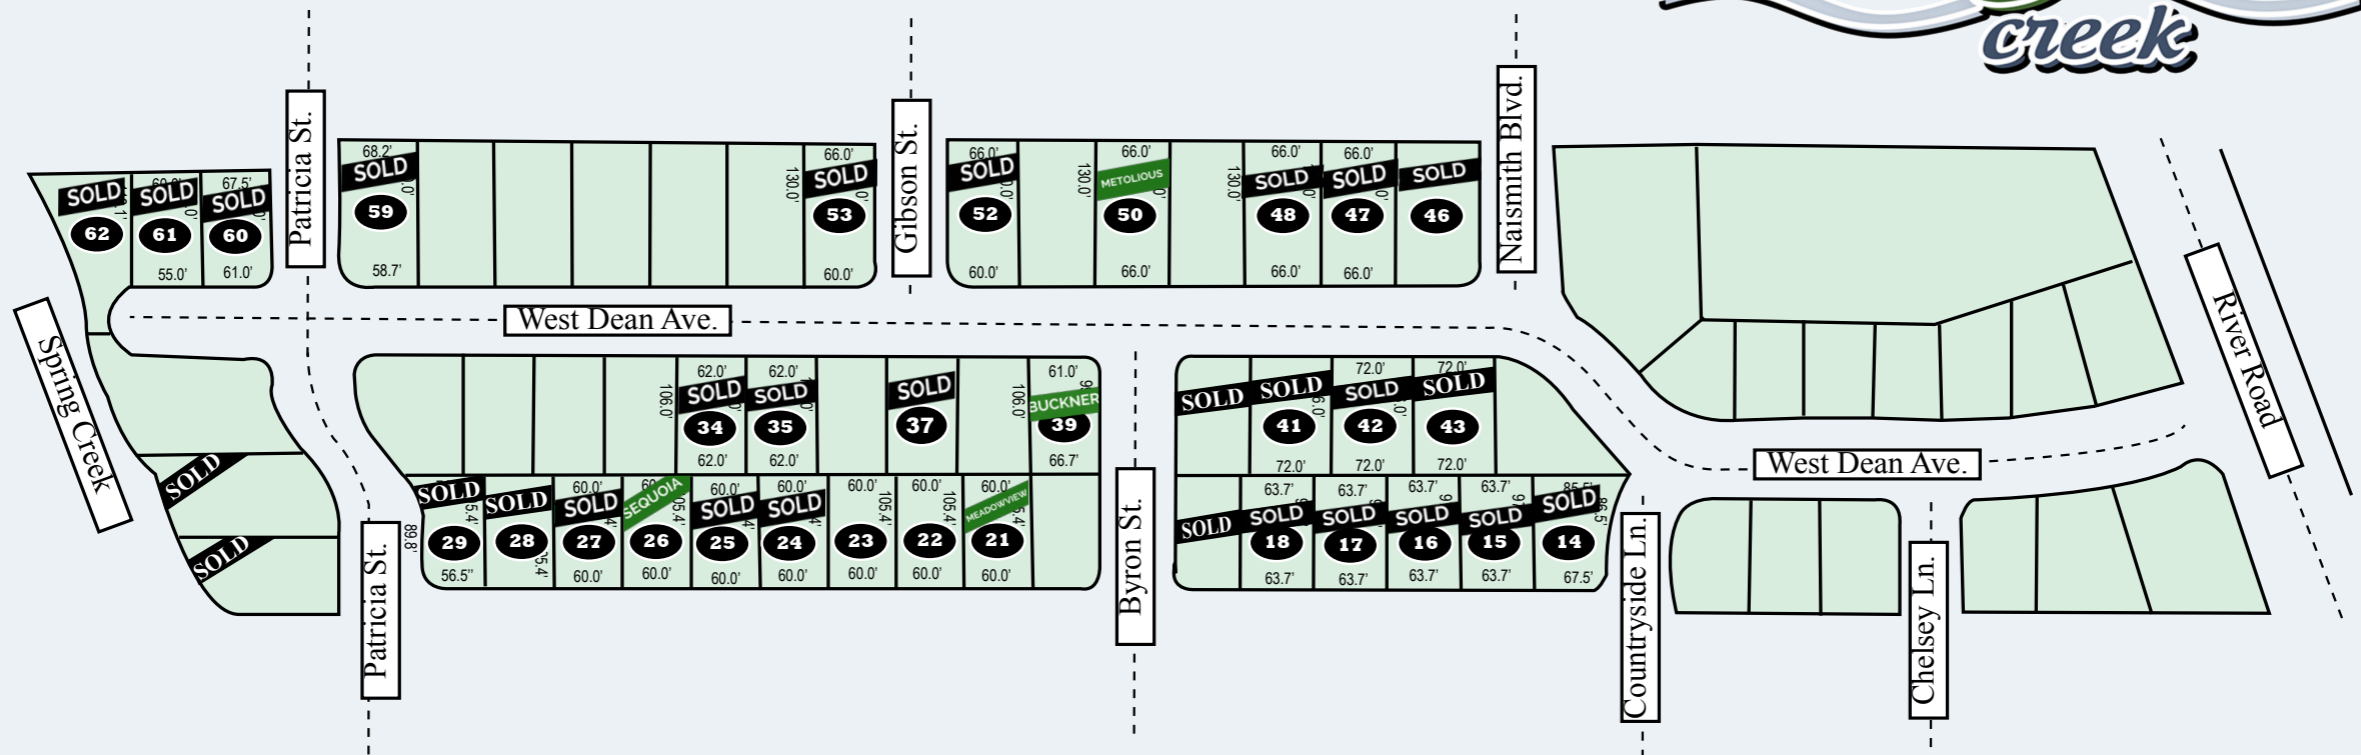 creek
Patricia St.
Gibson St.
Naismith Blvd.
River Road
Spring Creek
SOLD
62
SOLD
61
55.0'
67.5'
SOLD
60
61.0'
68.2'
SOLD
59
58.7'
66.0'
130.0'
SOLD
53
60.0'
66.0'
SOLD
52
60.0'
130.0'
66.0'
METOLIOUS
50
66.0'
130.0'
66.0'
SOLD
48
66.0'
66.0'
SOLD
47
66.0'
SOLD
46
West Dean Ave.
106.0'
62.0'
SOLD
34
62.0'
62.0'
SOLD
35
62.0'
SOLD
37
106.0'
61.0'
BUCKNER
39
66.7'
SOLD
SOLD
41
72.0'
72.0'
SOLD
42
72.0'
72.0'
SOLD
43
72.0'
West Dean Ave.
SOLD
SOLD
Patricia St.
89.8'
SOLD
29
56.5"
SOLD
28
60.0'
SOLD
27
60.0'
SEQUOIA
26
60.0'
60.0'
SOLD
25
60.0'
60.0'
SOLD
24
60.0'
60.0'
105.4'
23
60.0'
60.0'
105.4'
22
60.0'
60.0'
MEADOWVIEW
21
60.0'
Byron St.
SOLD
63.7'
SOLD
18
63.7'
63.7'
SOLD
17
63.7'
63.7'
SOLD
16
63.7'
63.7'
SOLD
15
63.7'
85.5'
SOLD
14
67.5'
Countryside Ln.
Chelsey Ln.